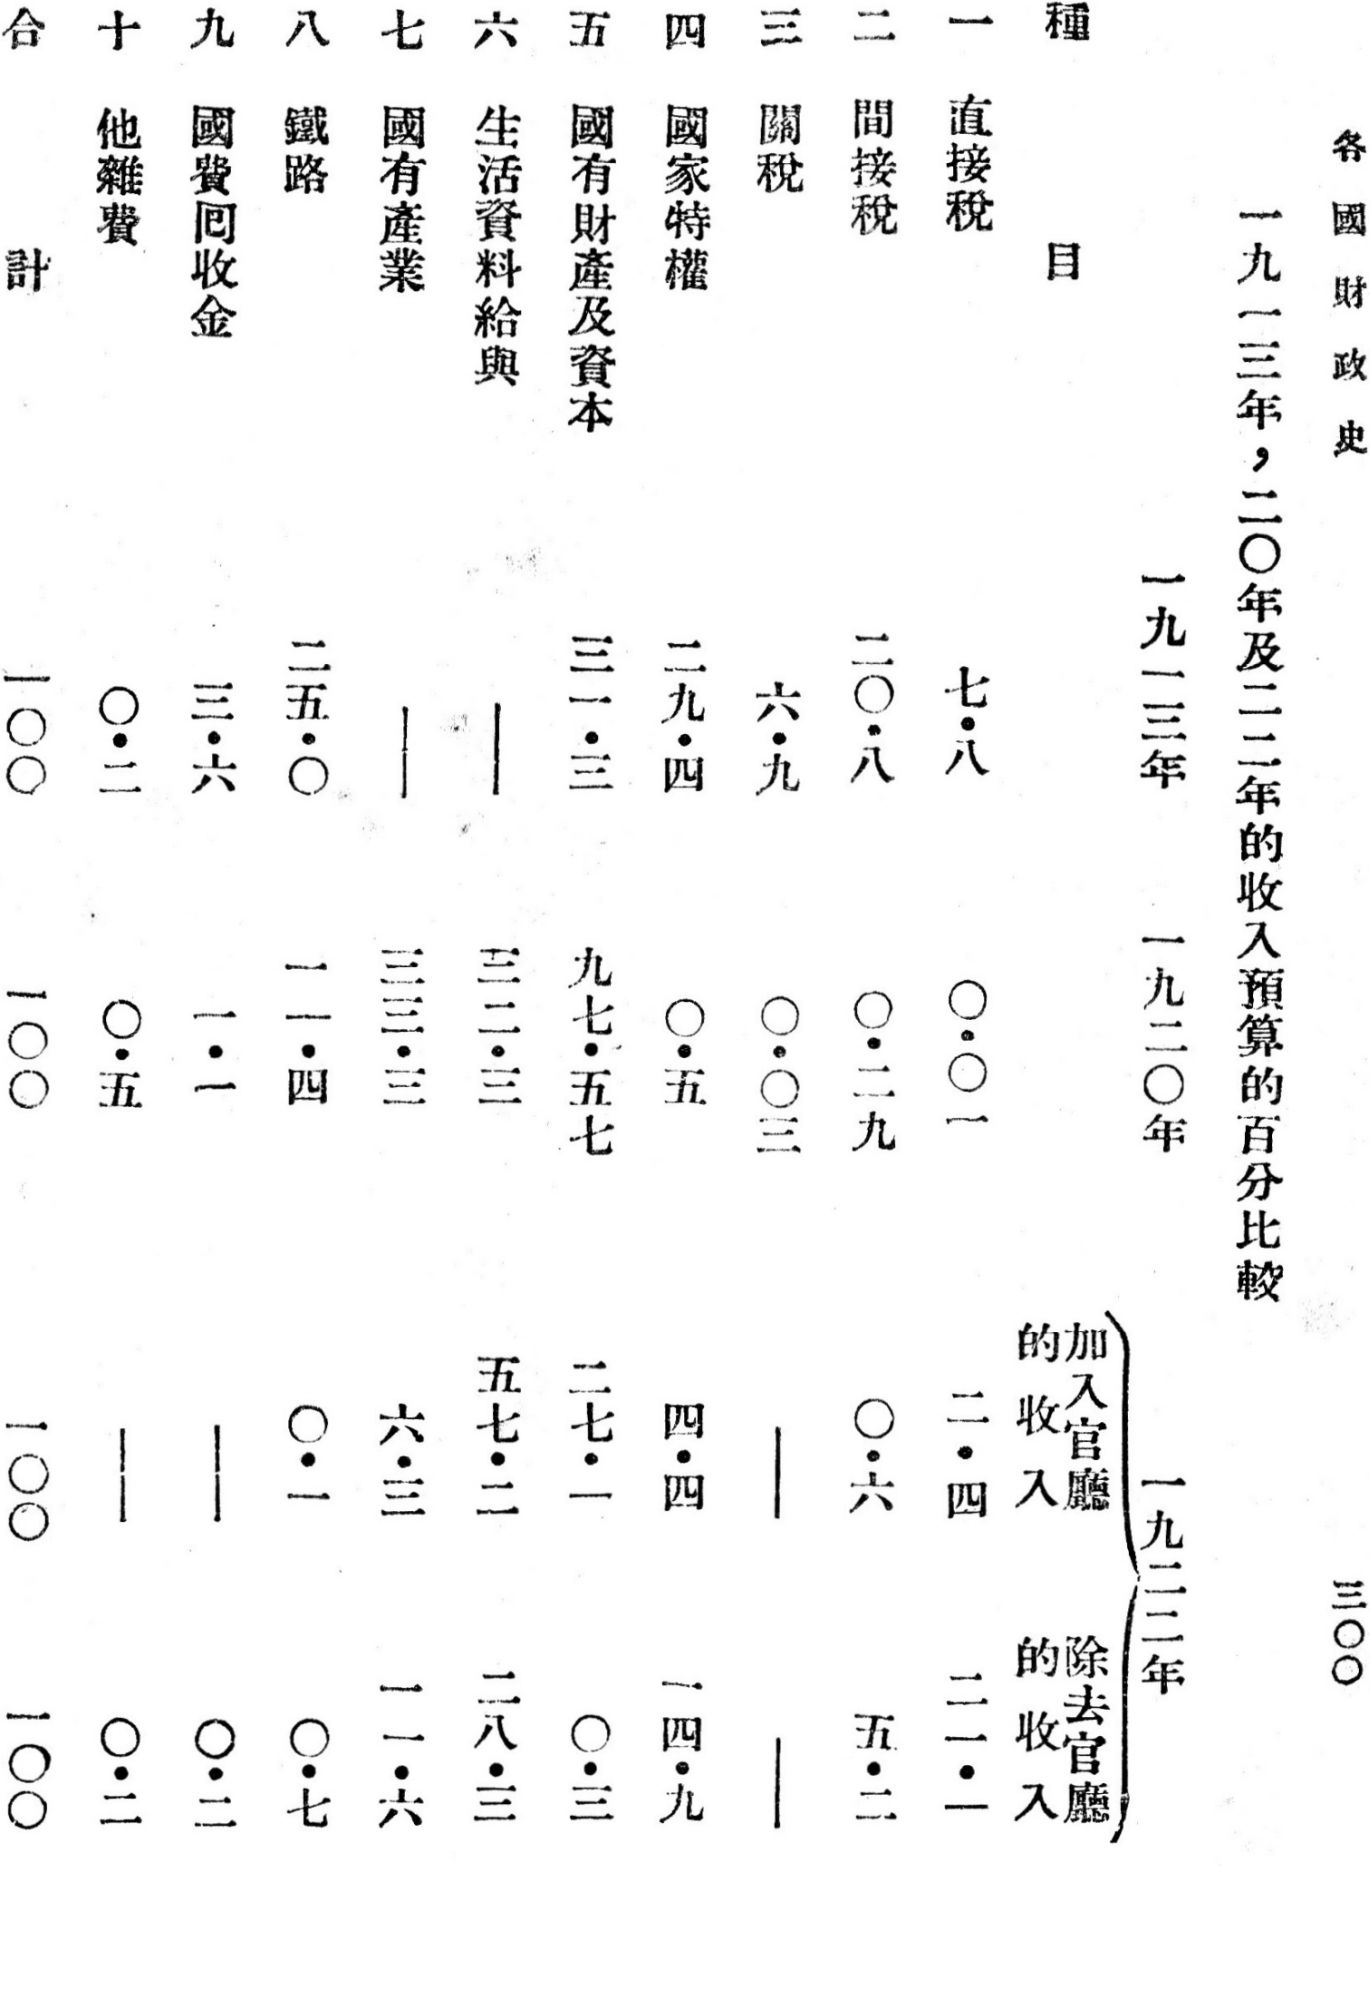 各國財政史 三〇〇
一九一三年，二〇年及二二年的收入預算的百分比較
一九一三年 一九二〇年 一九二二年
種目 加入官廳的收入 除去官廳的收入
一 直接稅 七・八 〇・〇一 二・四 二一・一
二 間接稅 二〇・八 〇・二九 〇・六 五・二
三 關稅 六・九 〇・〇三 ｜ ｜
四 國家特權 二九・四 〇・五 四・四 一四・九
五 國有財產及資本 三一・三 九七・五七 二七・一 〇・三
六 生活資料給與 ｜ 三二・三 五七・二 二八・三
七 國有產業 ｜ 三三・三 六・三 一一・六
八 鐵路 二五・〇 一一・四 〇・一 〇・七
九 國費囘收金 三・六 一・一 ｜ 〇・二
十 他雜費 〇・二 〇・五 ｜ 〇・二
合計 一〇〇 一〇〇 一〇〇 一〇〇